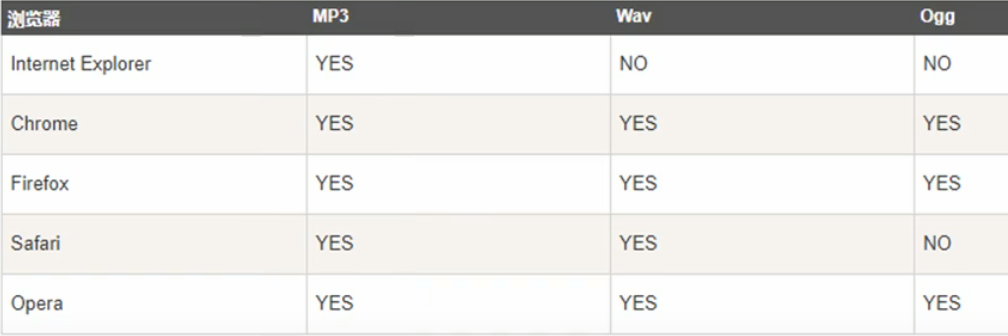 浏览器 MP3 Wav Ogg
Internet Explorer YES NO NO
Chrome YES YES YES
Firefox YES YES YES
Safari YES YES NO
Opera YES YES YES